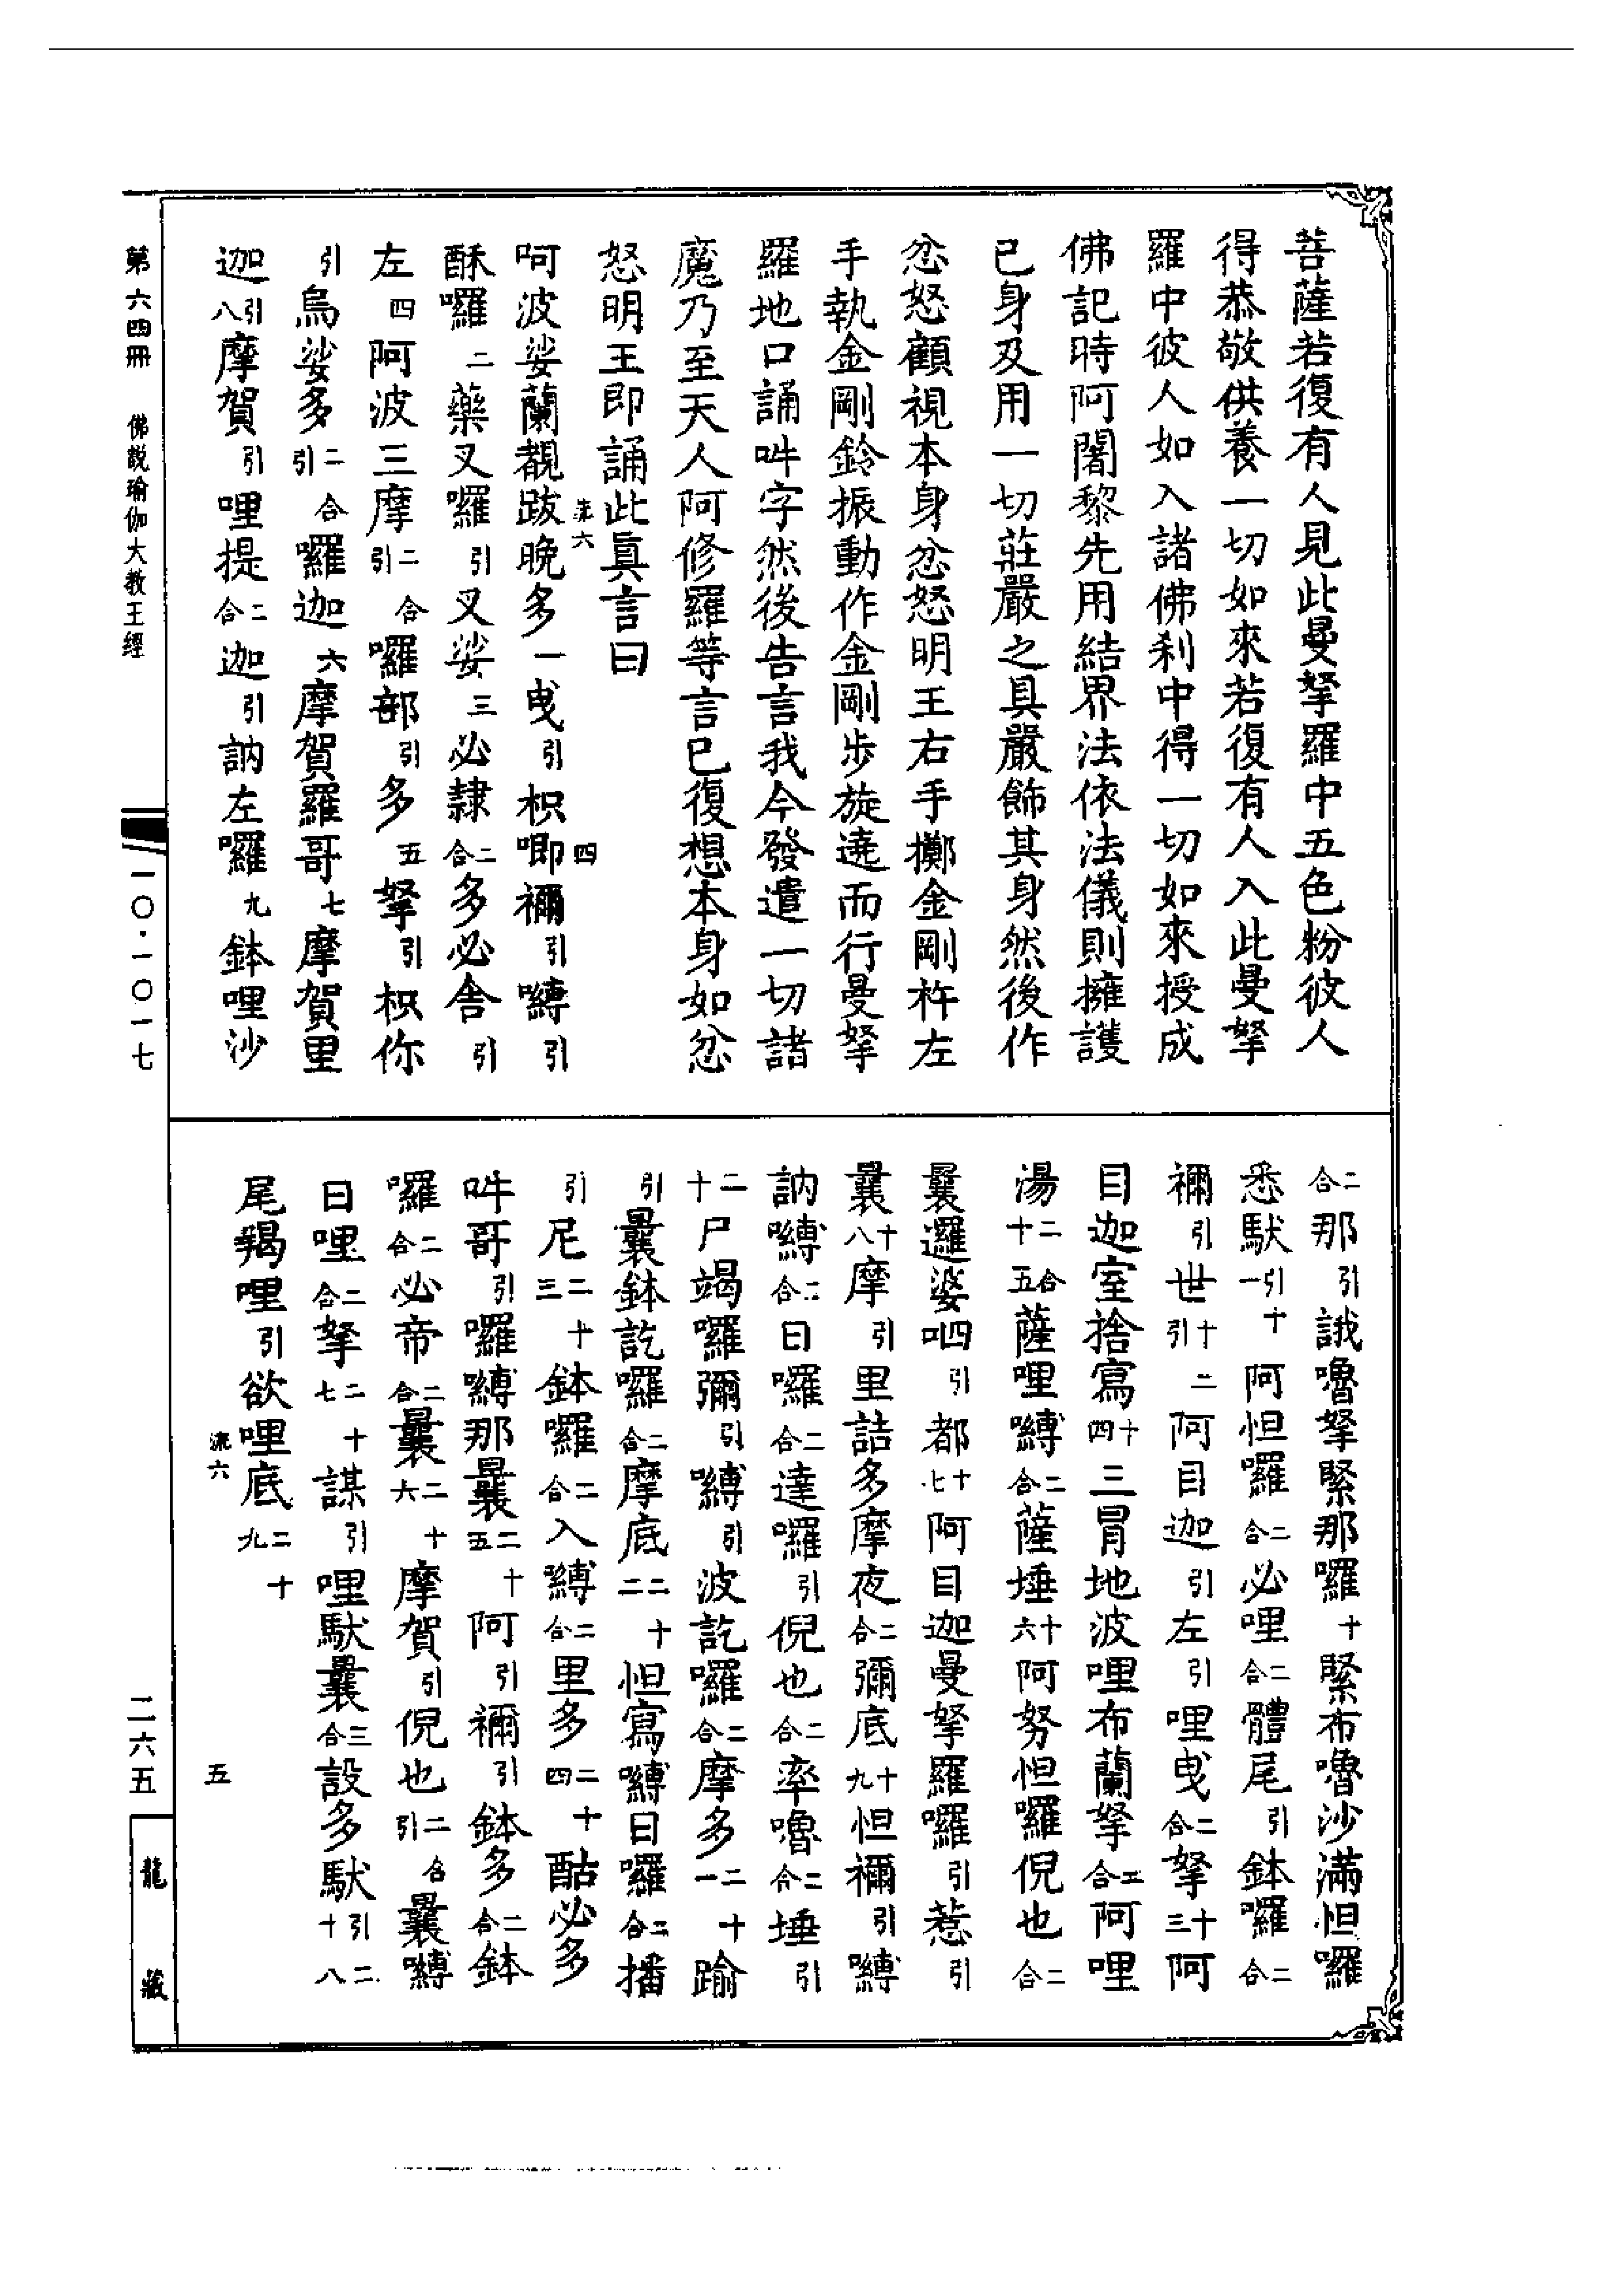 菩薩若復有人見此曼拏羅中五色粉彼人
得恭敬供養一切如來若復有人入此曼拏
羅中彼人如入諸佛刹中得一切如來授成
佛記時阿闍黎先用結界法依法儀則擁護
已身及用一切莊嚴之具嚴飾其身然後作
忿怒顧視本身忿怒明王右手擲金剛杵左
手執金剛鈴振動作金剛步旋遶而行曼拏
羅地口誦吽字然後告言我今發遣一切諸
魔乃至天人阿修羅等言已復想本身如忿
怒明王即誦此眞言曰
流六 四
呵波娑蘭覩跋晚多一曵引枳唧禰引嚩引
酥囉二藥叉囉引叉娑三必隷二合多必舍引
左四阿波三摩二合引囉部引多五拏引枳你
引烏娑多二合引囉迦六摩賀羅哥七摩賀里
迦引八摩賀引哩提二合迦引訥左囉九鉢哩沙
二合那引誐嚕拏緊那囉十緊布嚕沙滿怛囉
悉馱引十一阿怛囉二合必哩二合體尾引鉢囉二合
禰引世引十二阿目迦引左引哩曳二合拏十三阿
目迦室捨寫十四三冒地波哩布蘭拏二合阿哩
湯二合十五薩哩嚩二合薩埵十六阿努怛囉倪也二合
曩邏婆呬引都十七阿目迦曼拏羅囉引惹引
曩十八摩引里詰多摩夜二合彌底十九怛禰引嚩
訥嚩二合日囉二合達囉引倪也二合率嚕二合埵引
二十尸竭囉彌引嚩引波訖囉二合摩多二十一踰
引曩鉢訖囉二合摩底二十二怛寫嚩日囉二合播
引尼二十三鉢囉二合入嚩二合里多二十四酤必多
吽哥引囉嚩那曩二十五阿引禰引鉢多二合鉢
囉二合必帝二合曩二十六摩賀引倪也二合引曩嚩
日哩二合拏二十七謀引哩馱曩三合設多馱引二十八
尾羯哩引欲哩底二十九
流六 五
第六四冊 佛説瑜伽大教王經
一〇·一〇一七
二六五
龍藏